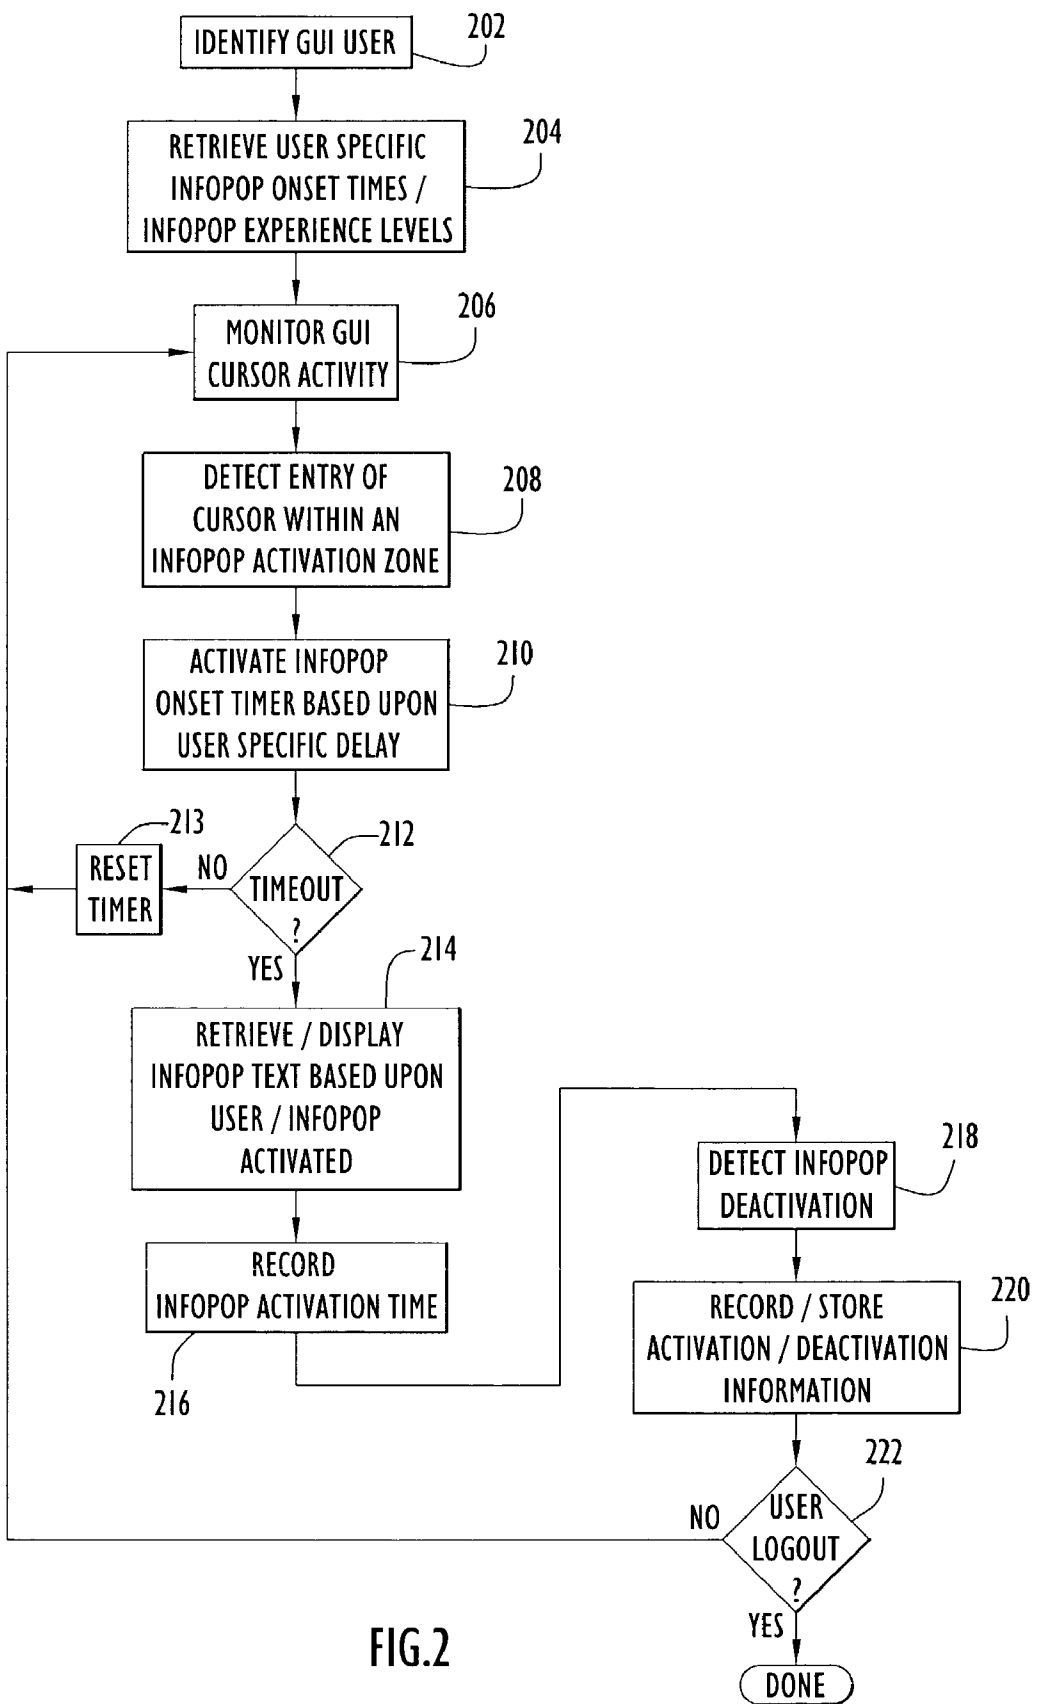 IDENTIFY GUI USER
202
RETRIEVE USER SPECIFIC
INFOPOP ONSET TIMES /
INFOPOP EXPERIENCE LEVELS
204
MONITOR GUI
CURSOR ACTIVITY
206
DETECT ENTRY OF
CURSOR WITHIN AN
INFOPOP ACTIVATION ZONE
208
ACTIVATE INFOPOP
ONSET TIMER BASED UPON
USER SPECIFIC DELAY
210
213
RESET
TIMER
NO
212
TIMEOUT
?
YES
214
RETRIEVE / DISPLAY
INFOPOP TEXT BASED UPON
USER / INFOPOP
ACTIVATED
RECORD
INFOPOP ACTIVATION TIME
216
DETECT INFOPOP
DEACTIVATION
218
RECORD / STORE
ACTIVATION / DEACTIVATION
INFORMATION
220
222
NO
USER
LOGOUT
?
YES
DONE
FIG.2